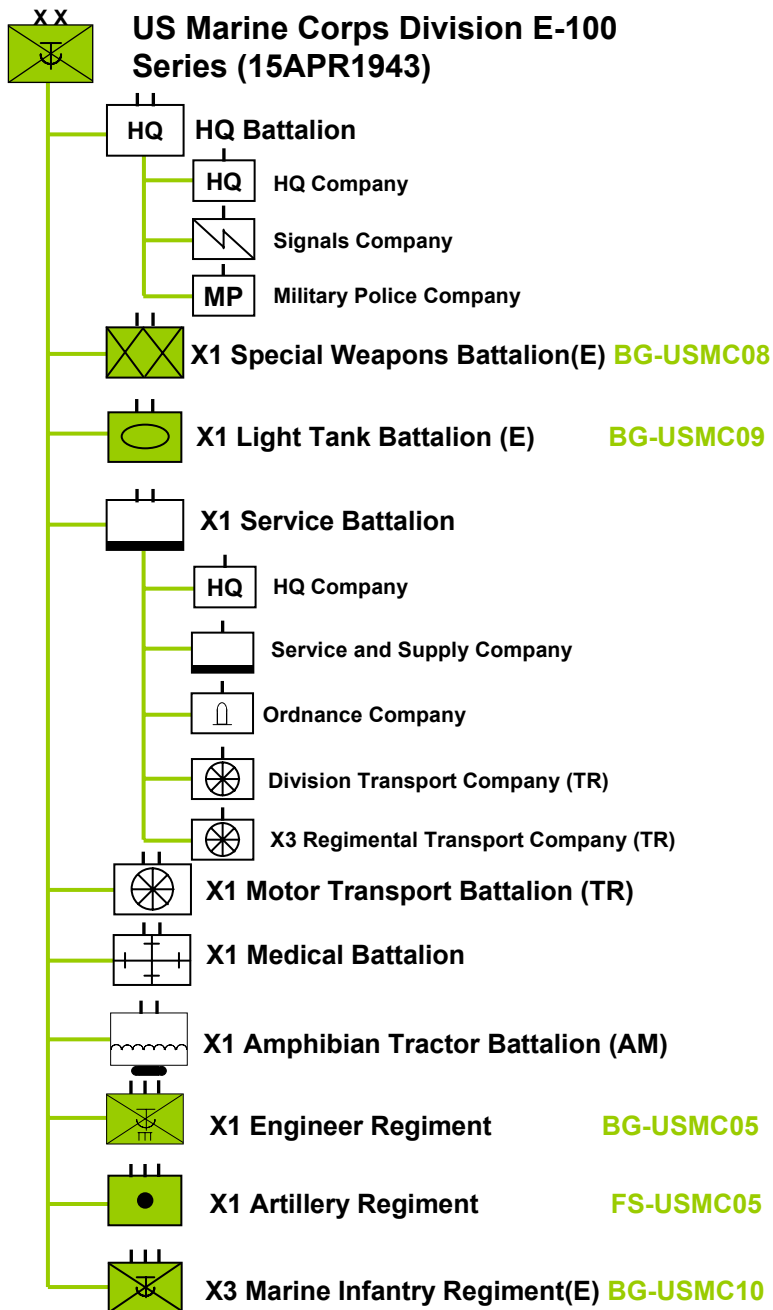 X X
US Marine Corps Division E-100
Series (15APR1943)
HQ HQ Battalion
HQ HQ Company
Signals Company
MP Military Police Company
X1 Special Weapons Battalion(E) BG-USMC08
X1 Light Tank Battalion (E) BG-USMC09
X1 Service Battalion
HQ HQ Company
Service and Supply Company
Ordnance Company
Division Transport Company (TR)
X3 Regimental Transport Company (TR)
X1 Motor Transport Battalion (TR)
X1 Medical Battalion
X1 Amphibian Tractor Battalion (AM)
X1 Engineer Regiment BG-USMC05
X1 Artillery Regiment FS-USMC05
X3 Marine Infantry Regiment(E) BG-USMC10